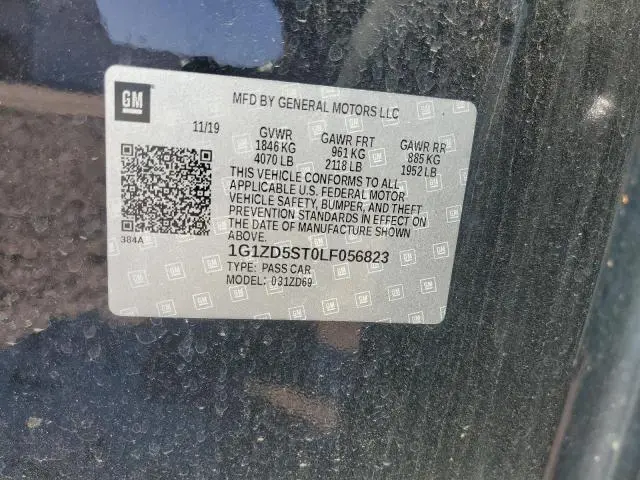 GM
MFD BY GENERAL MOTORS LLC
11/19 GVWR GAWR FRT GAWR RR
1846 KG 961 KG 885 KG
4070 LB 2118 LB 1952 LB
THIS VEHICLE CONFORMS TO ALL
APPLICABLE U.S. FEDERAL MOTOR
VEHICLE SAFETY, BUMPER, AND THEFT
PREVENTION STANDARDS IN EFFECT ON
THE DATE OF MANUFACTURE SHOWN
ABOVE.
384A
1G1ZD5ST0LF056823
TYPE: PASS CAR
MODEL: 031ZD69